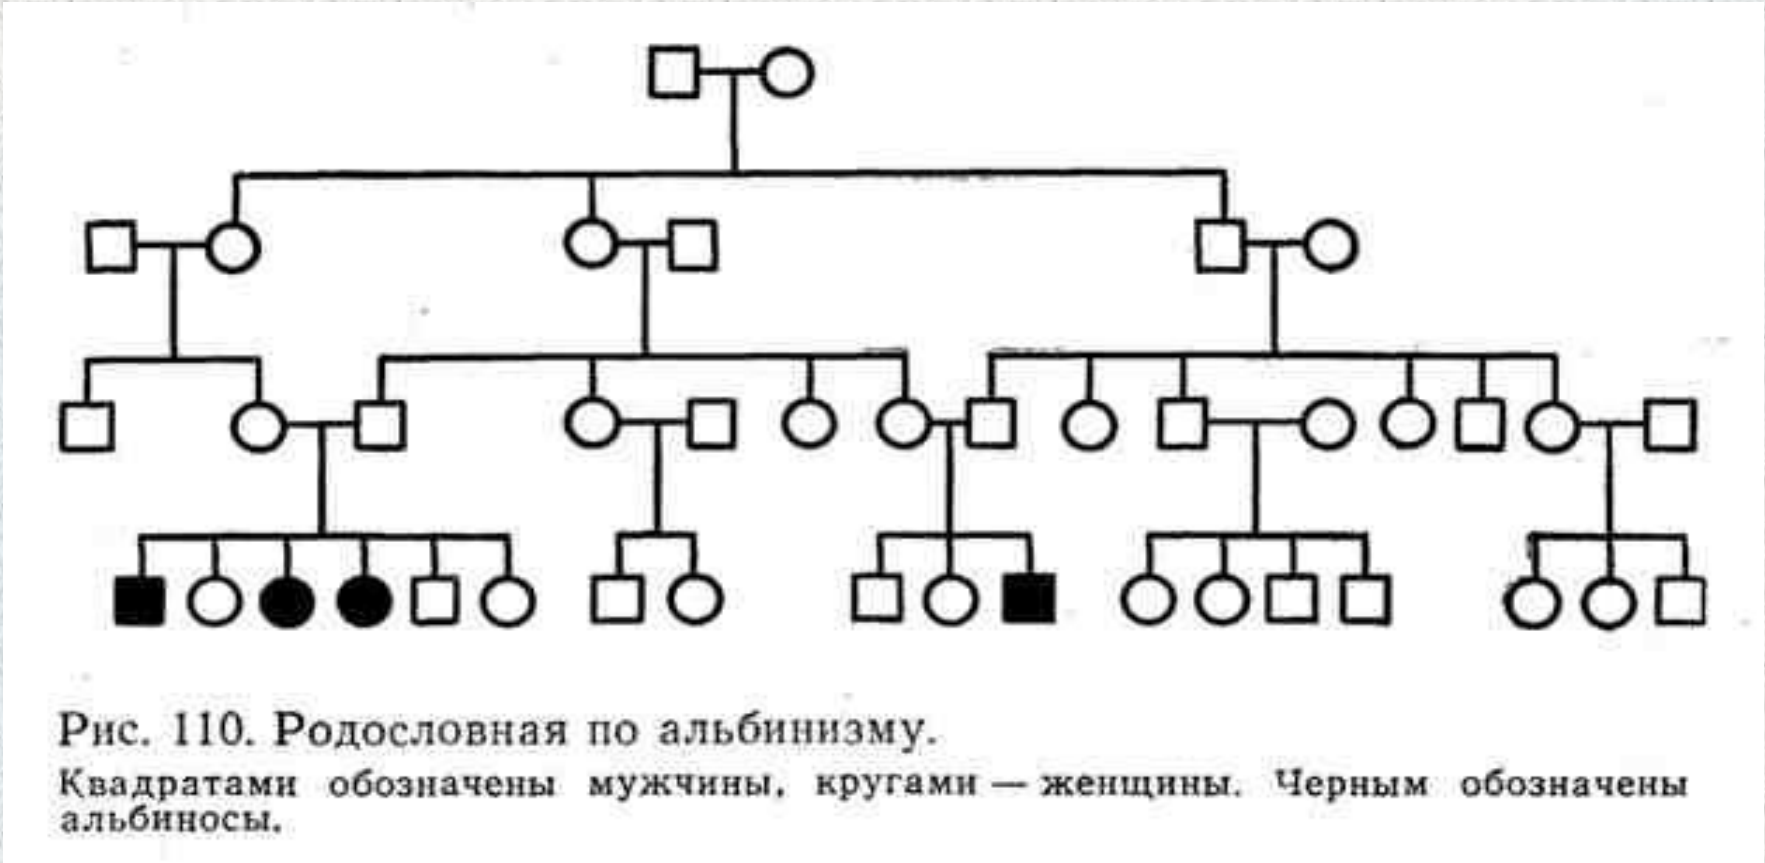 Рис. 110. Родословная по альбинизму.
Квадратами обозначены мужчины, кругами — женщины. Черным обозначены
альбиносы.